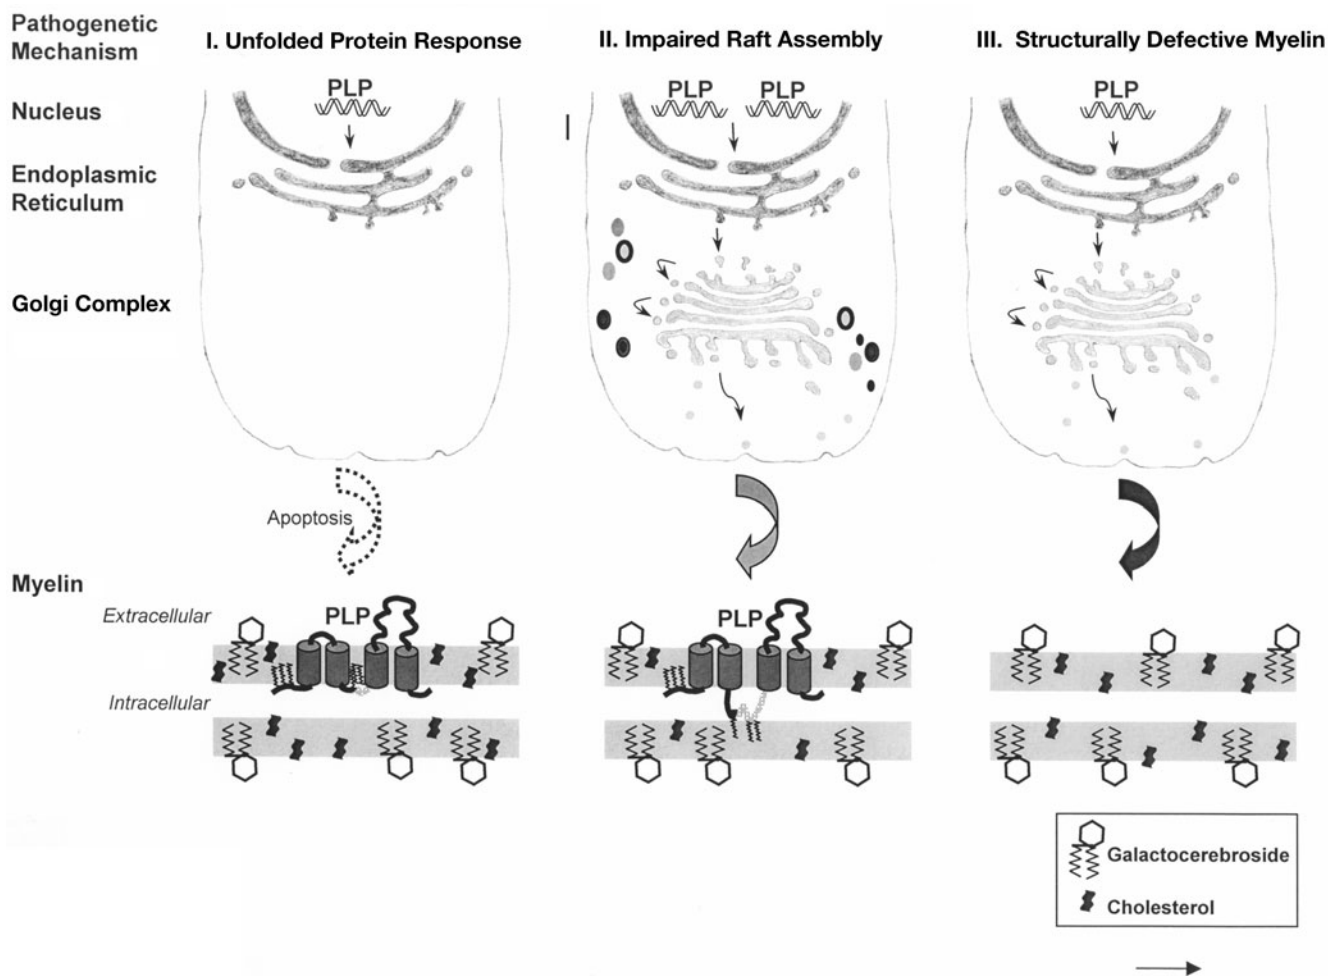 Pathogenetic
Mechanism
I. Unfolded Protein Response
II. Impaired Raft Assembly
III. Structurally Defective Myelin
Nucleus
PLP
PLP
PLP
PLP
Endoplasmic
Reticulum
Golgi Complex
Apoptosis
Myelin
Extracellular
PLP
PLP
Intracellular
Galactocerebroside
Cholesterol